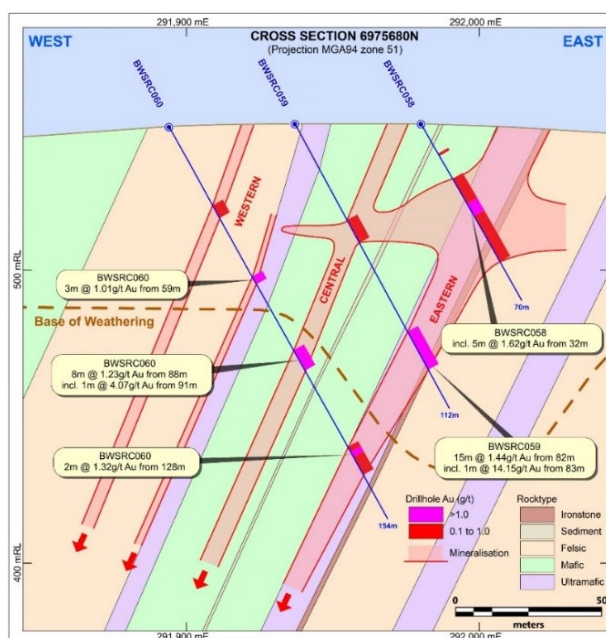 291,900 mE
292,000 mE
WEST
CROSS SECTION 6975680N
(Projection MGA94 zone 51)
EAST
BWSRC060
BWSRC059
BWSRC058
WESTERN
CENTRAL
EASTERN
500 mRL
500 mRL
BWSRC060
3m @ 1.01g/t Au from 59m
Base of Weathering
70m
BWSRC058
incl. 5m @ 1.62g/t Au from 32m
BWSRC060
8m @ 1.23g/t Au from 88m
incl. 1m @ 4.07g/t Au from 91m
112m
BWSRC059
15m @ 1.44g/t Au from 82m
incl. 1m @ 14.15g/t Au from 83m
BWSRC060
2m @ 1.32g/t Au from 128m
154m
Drillhole Au (g/t)
>1.0
0.1 to 1.0
Mineralisation
Rocktype
Ironstone
Sediment
Felsic
Mafic
Ultramafic
400 mRL
400 mRL
0
50
meters
291,900 mE
292,000 mE